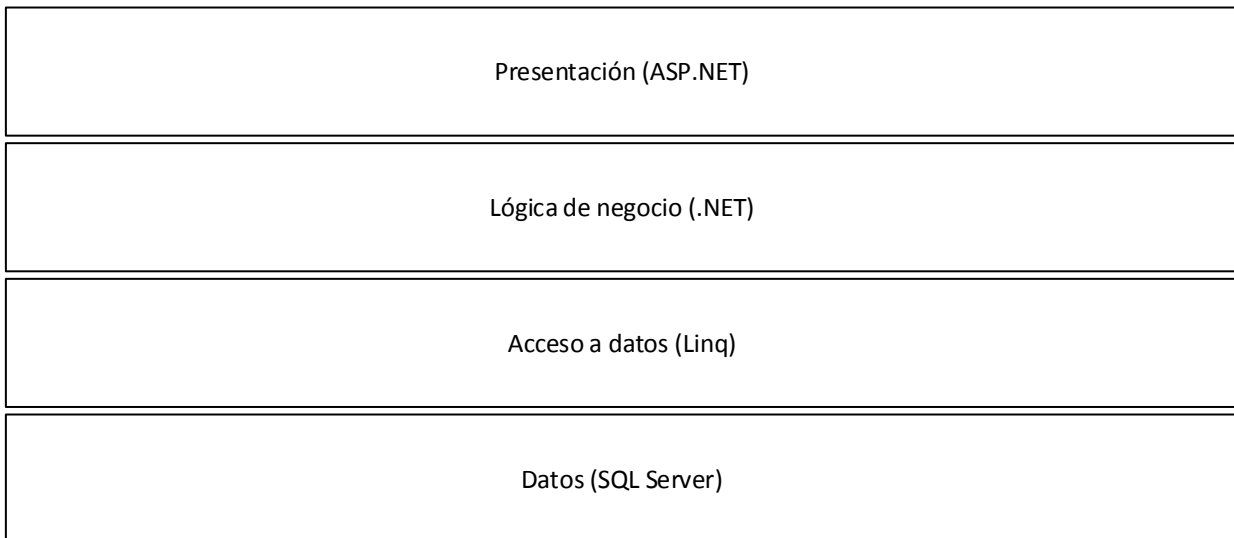 Presentación (ASP.NET)
Lógica de negocio (.NET)
Acceso a datos (Linq)
Datos (SQL Server)